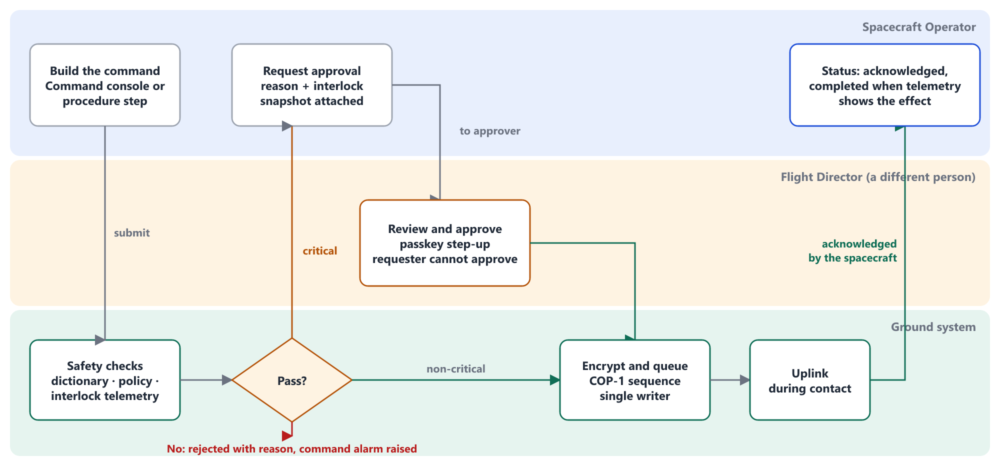 Spacecraft Operator
Build the command
Command console or
procedure step
Request approval
reason + interlock
snapshot attached
Status: acknowledged,
completed when telemetry
shows the effect
to approver
Flight Director (a different person)
submit
critical
Review and approve
passkey step-up
requester cannot approve
acknowledged
by the spacecraft
Ground system
Safety checks
dictionary · policy ·
interlock telemetry
Pass?
non-critical
Encrypt and queue
COP-1 sequence
single writer
Uplink
during contact
No: rejected with reason, command alarm raised